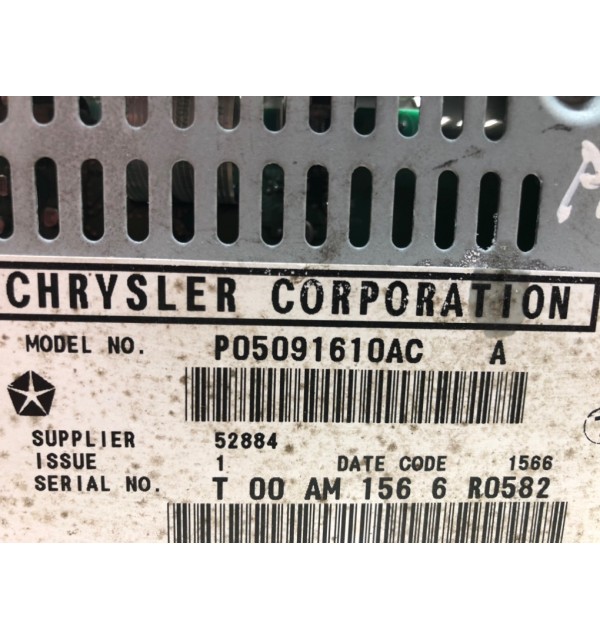 CHRYSLER CORPORATION
MODEL NO. P05091610AC A
SUPPLIER 52884
ISSUE 1 DATE CODE 1566
SERIAL NO. T 00 AM 156 6 R0582